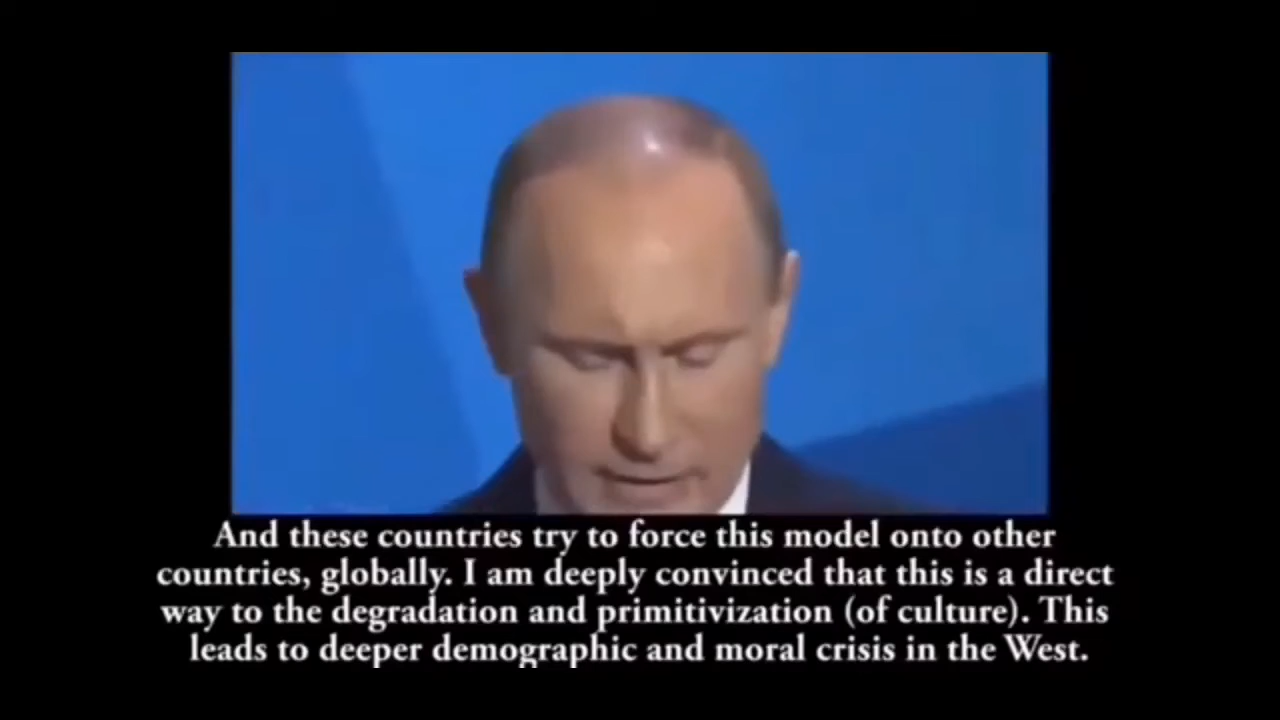 And these countries try to force this model onto other
countries, globally. I am deeply convinced that this is a direct
way to the degradation and primitivization (of culture). This
leads to deeper demographic and moral crisis in the West.